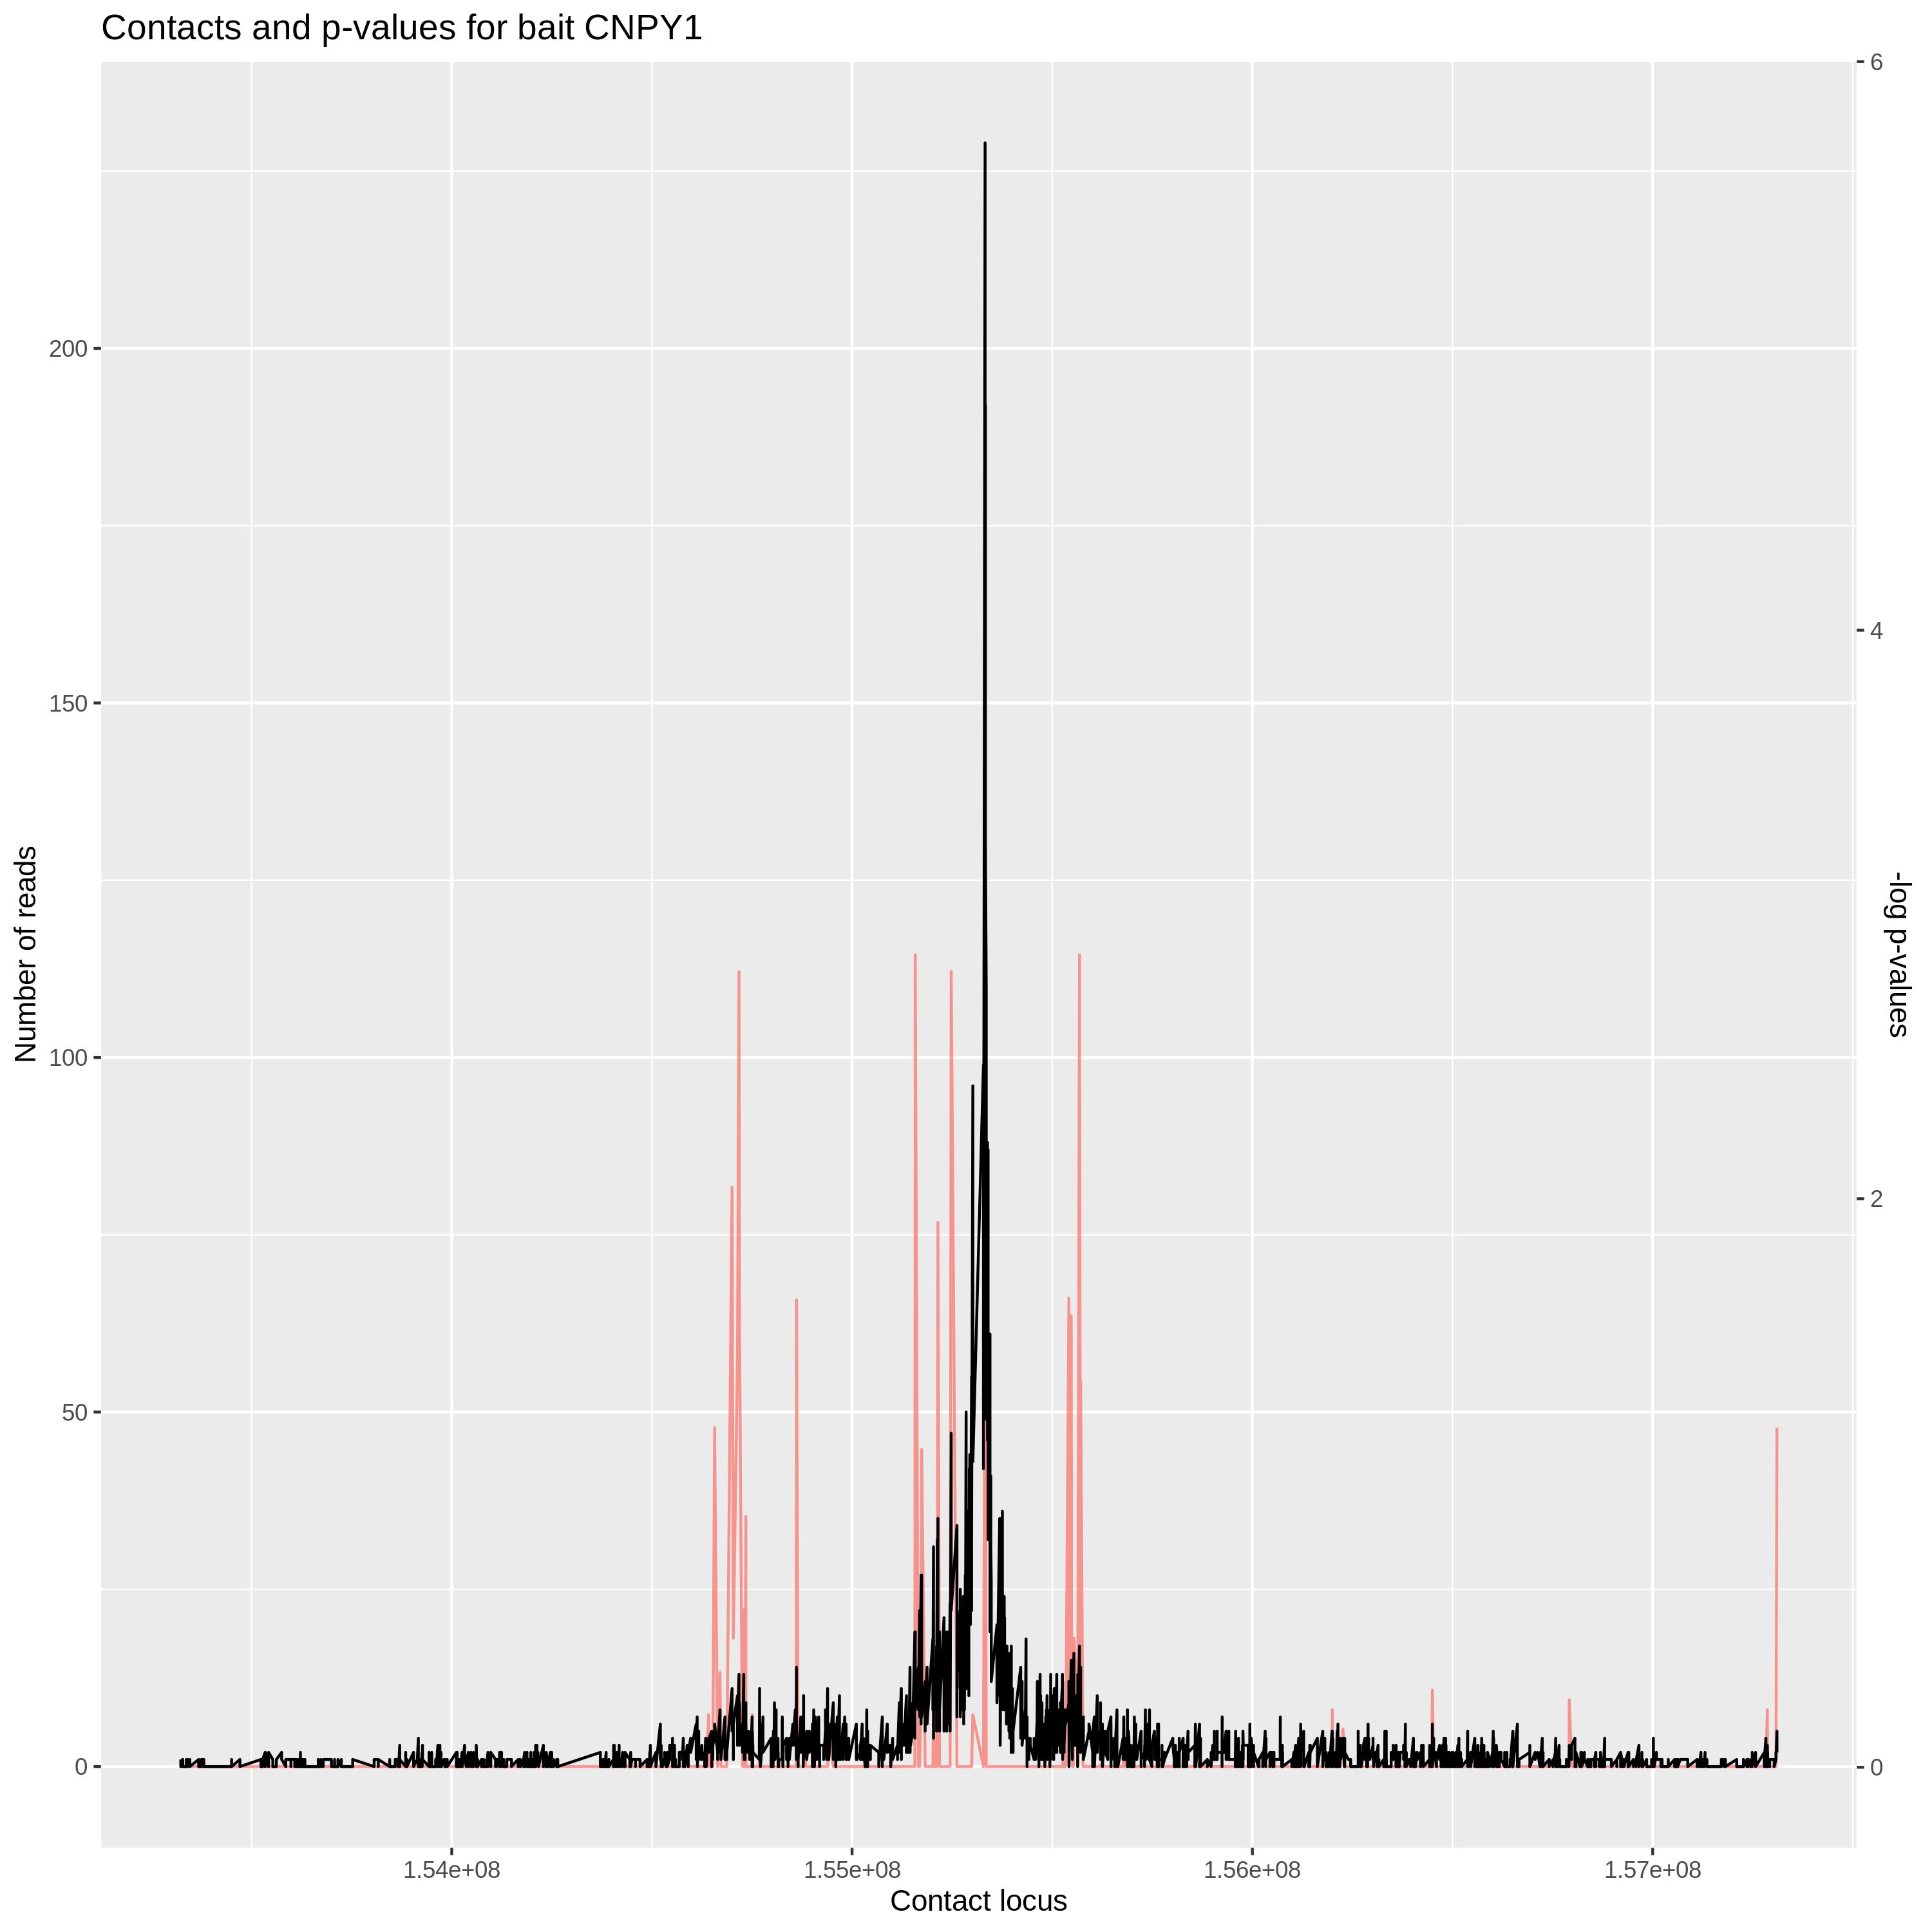 Contacts and p-values for bait CNPY1
6
200
4
150
Number of reads
-log p-values
100
2
50
0
0
1.54e+08
1.55e+08
1.56e+08
1.57e+08
Contact locus